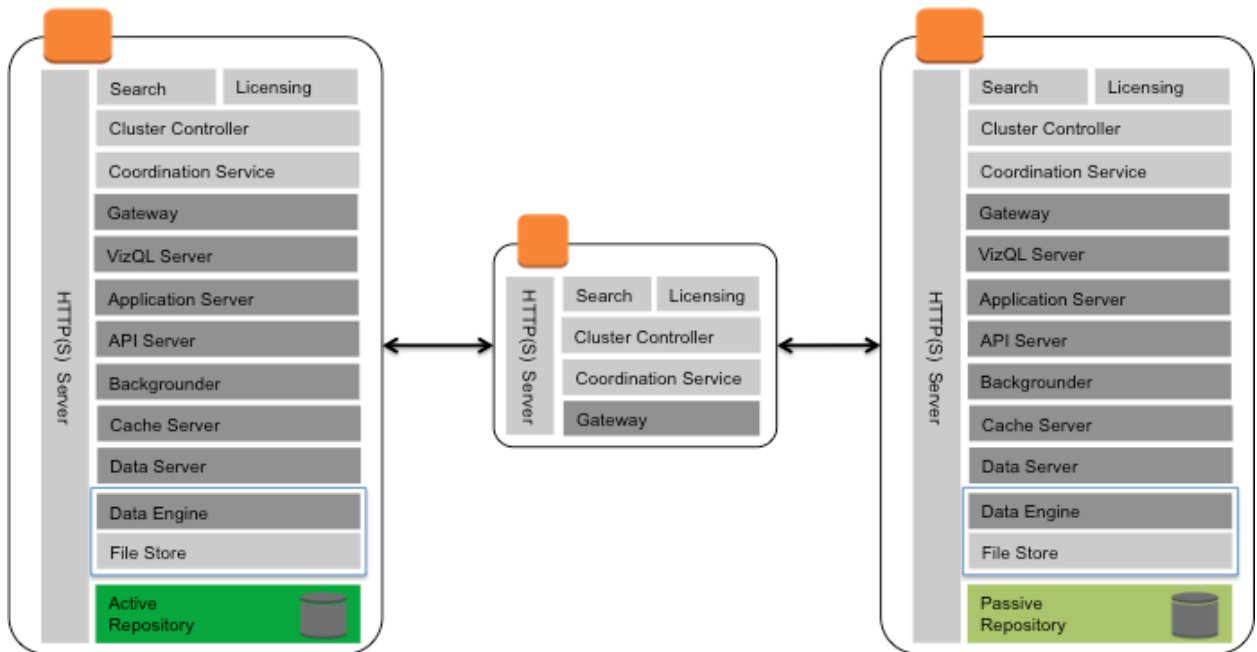 HTTP(S) Server
Search
Licensing
Cluster Controller
Coordination Service
Gateway
VizQL Server
Application Server
API Server
Backgrounder
Cache Server
Data Server
Data Engine
File Store
Active
Repository
HTTP(S) Server
Search
Licensing
Cluster Controller
Coordination Service
Gateway
HTTP(S) Server
Search
Licensing
Cluster Controller
Coordination Service
Gateway
VizQL Server
Application Server
API Server
Backgrounder
Cache Server
Data Server
Data Engine
File Store
Passive
Repository